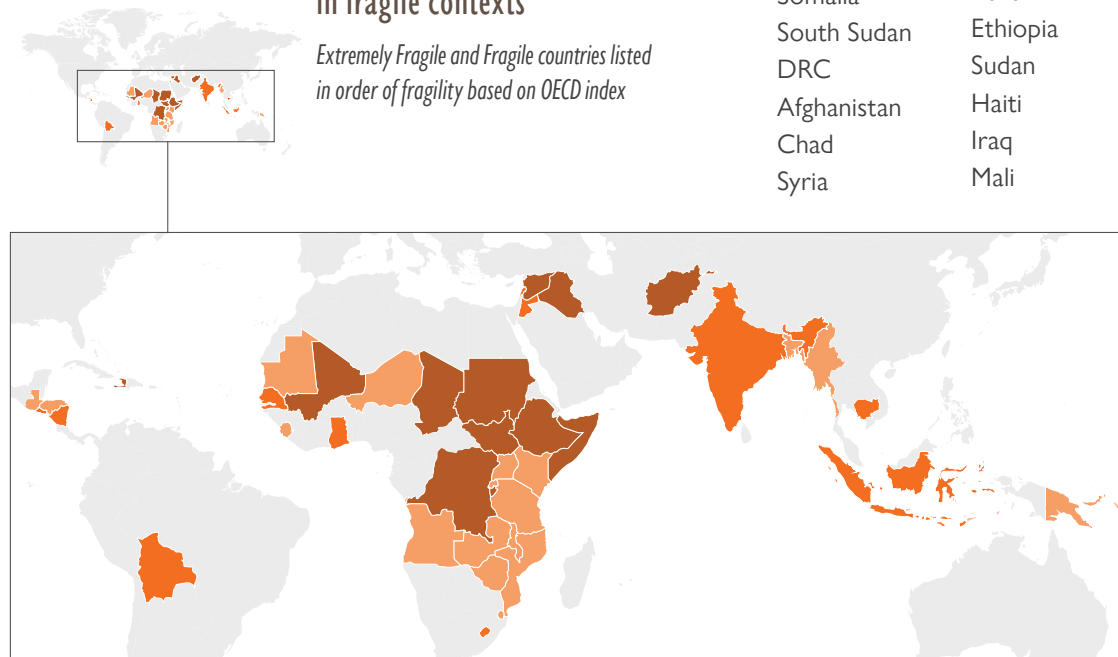 in fragile contexts
Extremely Fragile and Fragile countries listed
in order of fragility based on OECD index
Somalia
South Sudan
DRC
Afghanistan
Chad
Syria
Ethiopia
Sudan
Haiti
Iraq
Mali